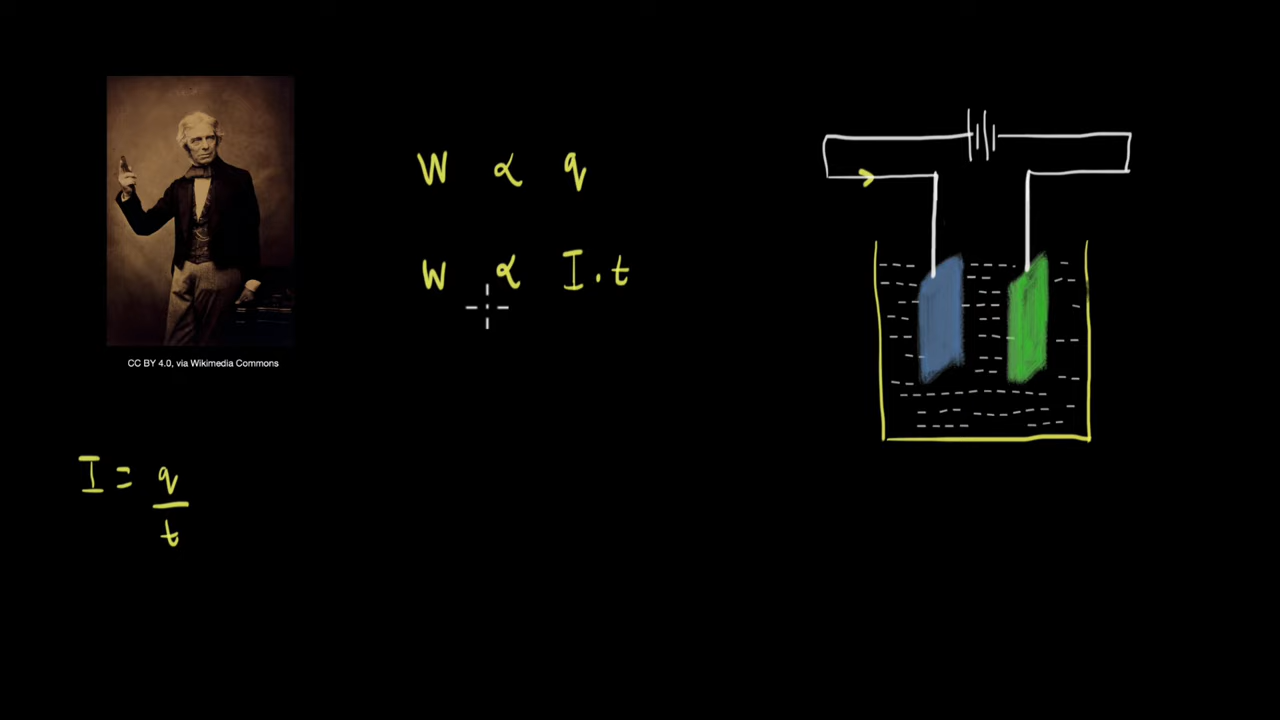 W ∝ q
W ∝ I . t
CC BY 4.0, via Wikimedia Commons
I = q
t